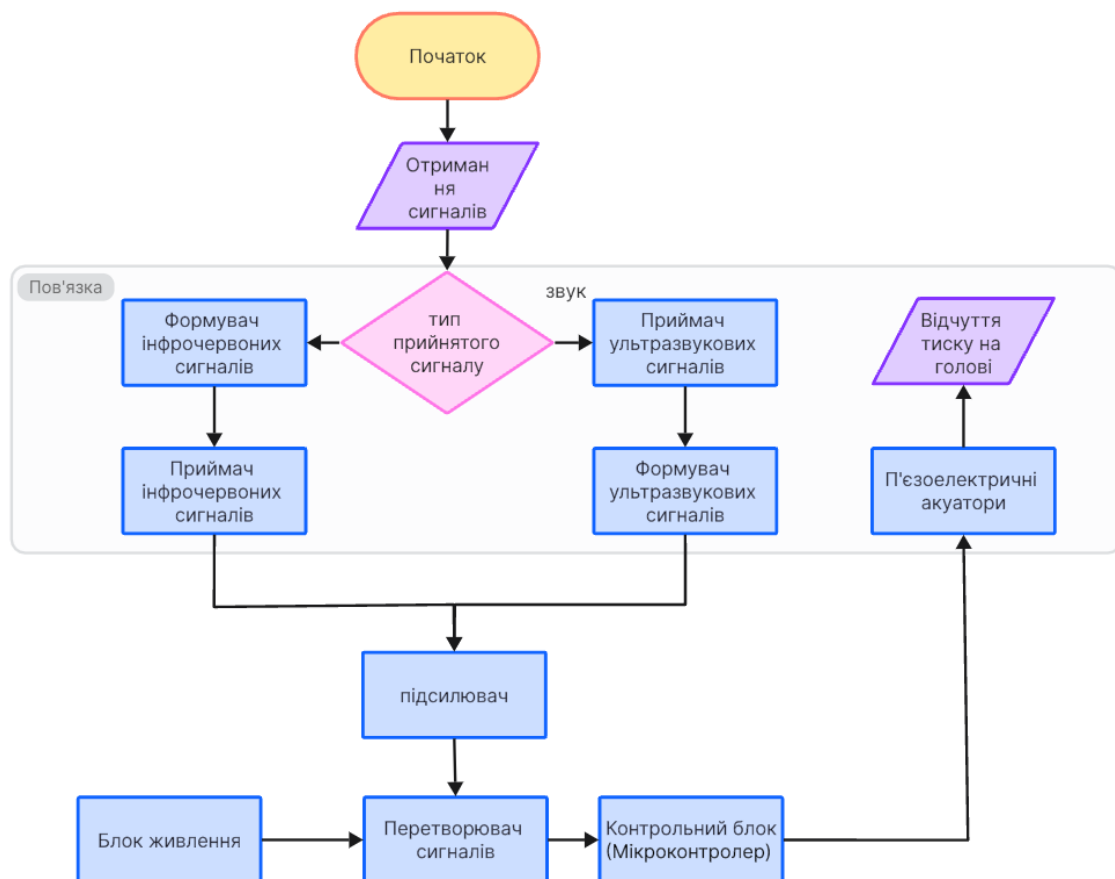 Початок
Отриман
ня
сигналів
Пов'язка
звук
Формувач
інфрочервоних
сигналів
тип
прийнятого
сигналу
Приймач
ультразвукових
сигналів
Відчуття
тиску на
голові
Приймач
інфрочервоних
сигналів
Формувач
ультразвукових
сигналів
П'єзоелектричні
акуатори
підсилювач
Блок живлення
Перетворювач
сигналів
Контрольний блок
(Мікроконтролер)